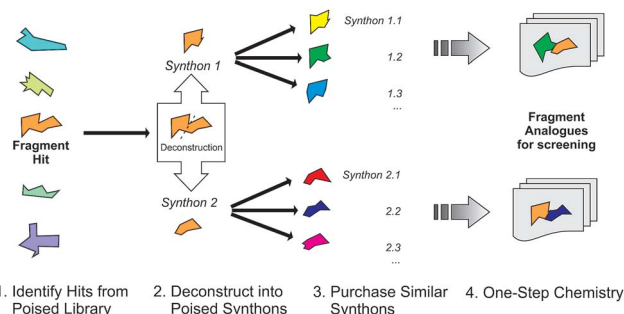 Synthon 1
Synthon 1.1
1.2
1.3
...
Fragment
Hit
Deconstruction
Fragment
Analogues
for screening
Synthon 2
Synthon 2.1
2.2
2.3
...
1. Identify Hits from
Poised Library
2. Deconstruct into
Poised Synthons
3. Purchase Similar
Synthons
4. One-Step Chemistry